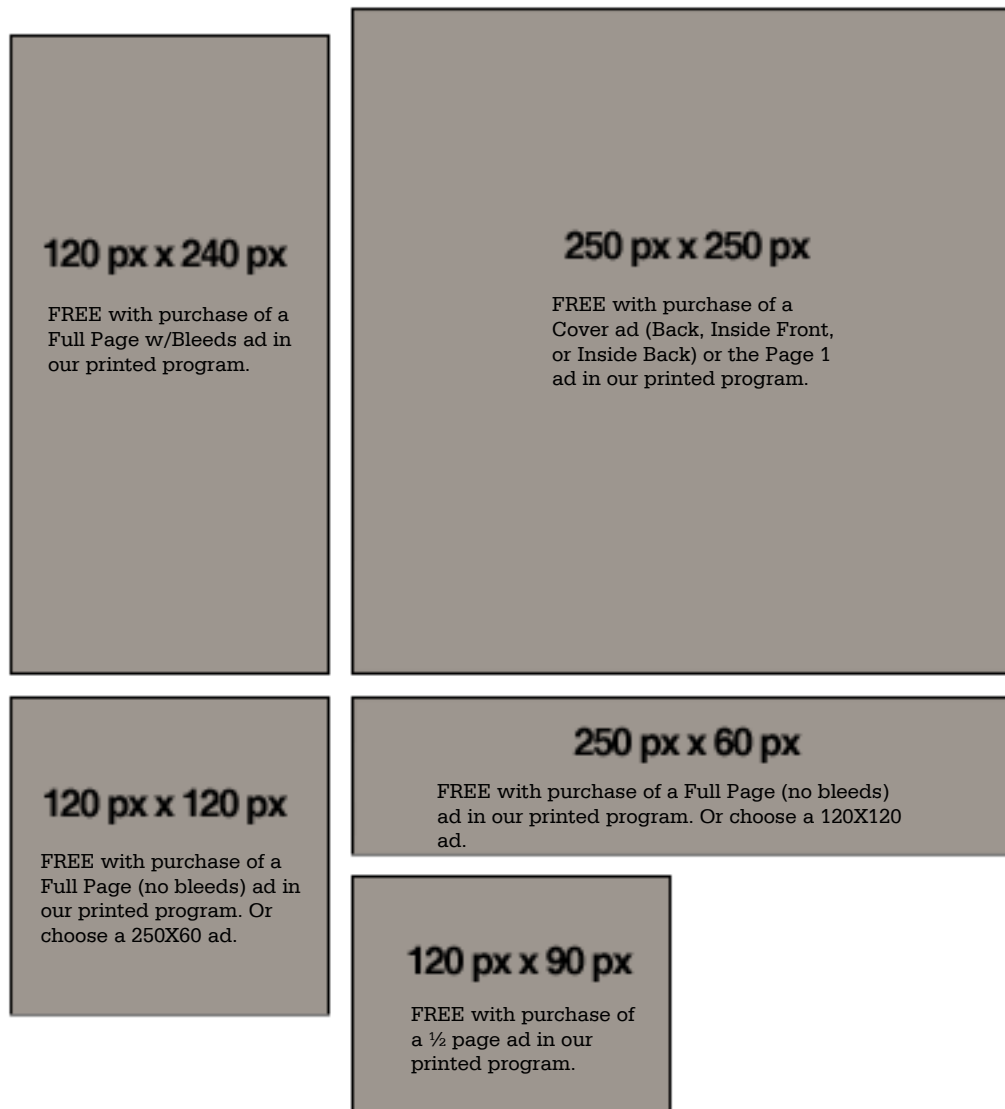 120 px x 240 px
FREE with purchase of a
Full Page w/Bleeds ad in
our printed program.
250 px x 250 px
FREE with purchase of a
Cover ad (Back, Inside Front,
or Inside Back) or the Page 1
ad in our printed program.
120 px x 120 px
FREE with purchase of a
Full Page (no bleeds) ad in
our printed program. Or
choose a 250X60 ad.
250 px x 60 px
FREE with purchase of a Full Page (no bleeds)
ad in our printed program. Or choose a 120X120
ad.
120 px x 90 px
FREE with purchase of
a ½ page ad in our
printed program.